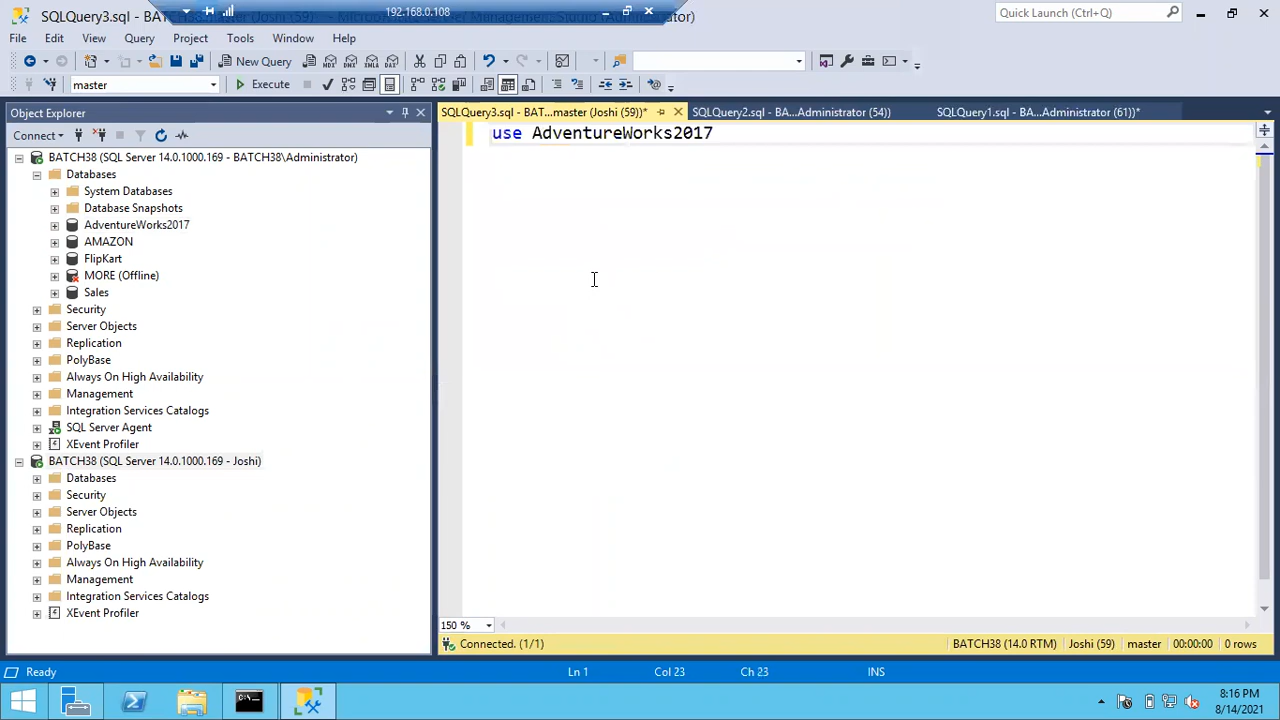 SQLQuery3.sql - BATCH38.
192.168.0.108
(Administrator)
Quick Launch (Ctrl+Q)
File Edit View Query Project Tools Window Help
New Query
master
Execute
Object Explorer
SQLQuery3.sql - BAT...master (Joshi (59))*
SQLQuery2.sql - BA...Administrator (54))
SQLQuery1.sql - BA...Administrator (61))*
Connect
use AdventureWorks2017
BATCH38 (SQL Server 14.0.1000.169 - BATCH38\Administrator)
Databases
System Databases
Database Snapshots
AdventureWorks2017
AMAZON
FlipKart
MORE (Offline)
Sales
Security
Server Objects
Replication
PolyBase
Always On High Availability
Management
Integration Services Catalogs
SQL Server Agent
XEvent Profiler
BATCH38 (SQL Server 14.0.1000.169 - Joshi)
Databases
Security
Server Objects
Replication
PolyBase
Always On High Availability
Management
Integration Services Catalogs
XEvent Profiler
150 %
Connected. (1/1)
BATCH38 (14.0 RTM) Joshi (59) master 00:00:00 0 rows
Ready
Ln 1 Col 23 Ch 23 INS
8:16 PM
8/14/2021